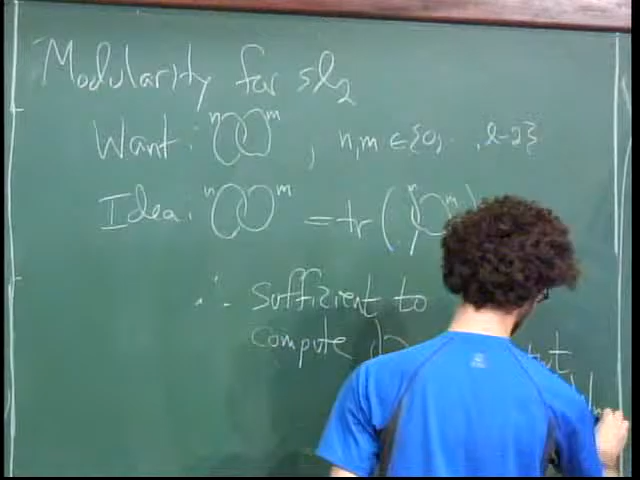 Modularity for sl₂
Want: n m , n,m ∈ {0, , l-2}
Idea: n m = tr ( n m )
∴ sufficient to
compute